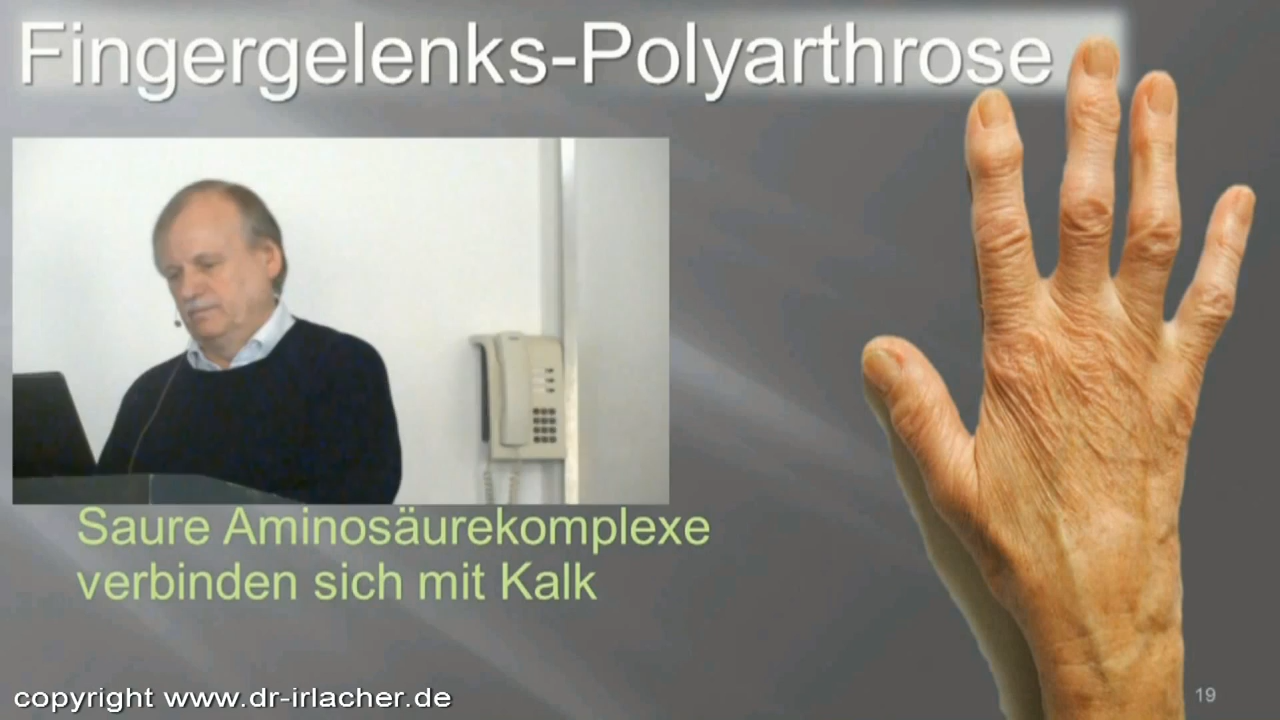 Fingergelenks-Polyarthrose
Saure Aminosäurekomplexe
verbinden sich mit Kalk
copyright www.dr-irlacher.de
19